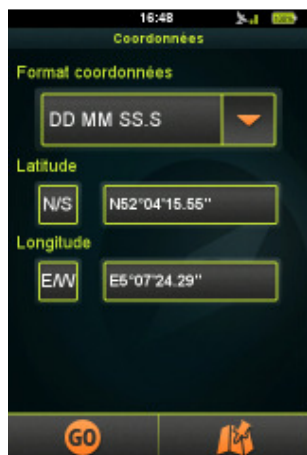 16:48
Coordonnées
Format coordonnées
DD MM SS.S
Latitude
N/S N52°04'15.55"
Longitude
E/W E5°07'24.29"
GO